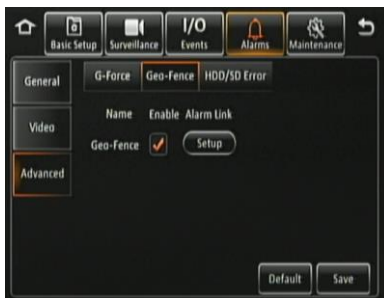 I/O
Basic Setup Surveillance Events Alarms Maintenance
General G-Force Geo-Fence HDD/SD Error
Name Enable Alarm Link
Video
Geo-Fence Setup
Advanced
Default Save